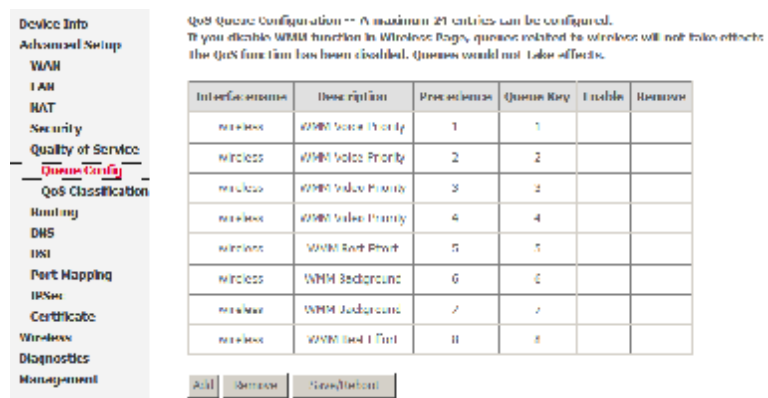 Device Info
Advanced Setup
WAN
LAN
NAT
Security
Quality of Service
Queue Config
QoS Classification
Routing
DNS
DSL
Port Mapping
IPSec
Certificate
Wireless
Diagnostics
Management
QoS Queue Configuration -- A maximum 24 entries can be configured.
If you disable WMM function in Wireless Page, queues related to wireless will not take effects
The QoS function has been disabled. Queues would not take effects.
Interfacename Description Precedence Queue Key Enable Remove
wireless WMM Voice Priority 1 1
wireless WMM Voice Priority 2 2
wireless WMM Video Priority 3 3
wireless WMM Video Priority 4 4
wireless WMM Best Effort 5 5
wireless WMM Background 6 6
wireless WMM Background 7 7
wireless WMM Best Effort 8 8
Add Remove Save/Reboot